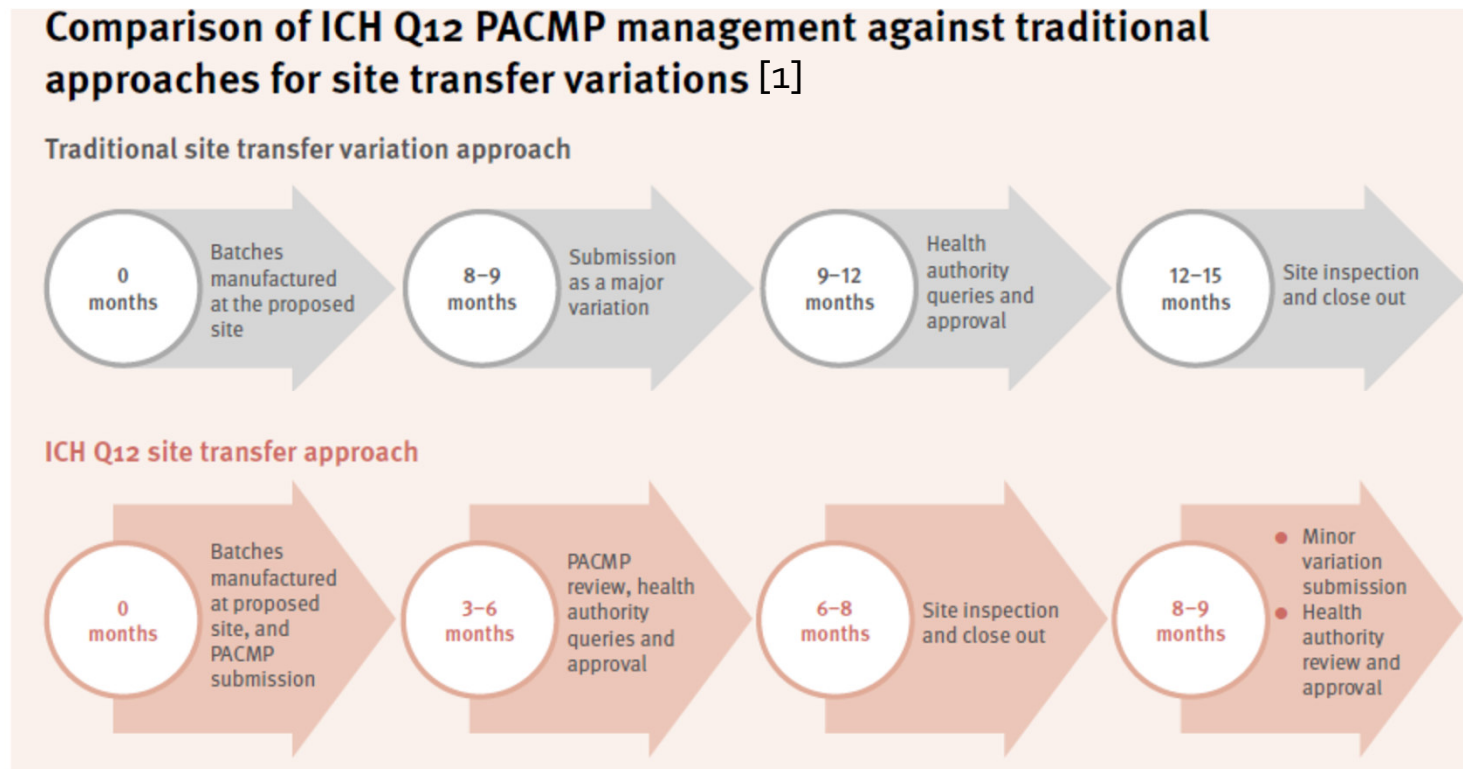 Comparison of ICH Q12 PACMP management against traditional
approaches for site transfer variations [1]
Traditional site transfer variation approach
0
months
Batches
manufactured
at the proposed
site
8–9
months
Submission
as a major
variation
9–12
months
Health
authority
queries and
approval
12–15
months
Site inspection
and close out
ICH Q12 site transfer approach
0
months
Batches
manufactured
at proposed
site, and
PACMP
submission
3–6
months
PACMP
review, health
authority
queries and
approval
6–8
months
Site inspection
and close out
8–9
months
● Minor
variation
submission
● Health
authority
review and
approval